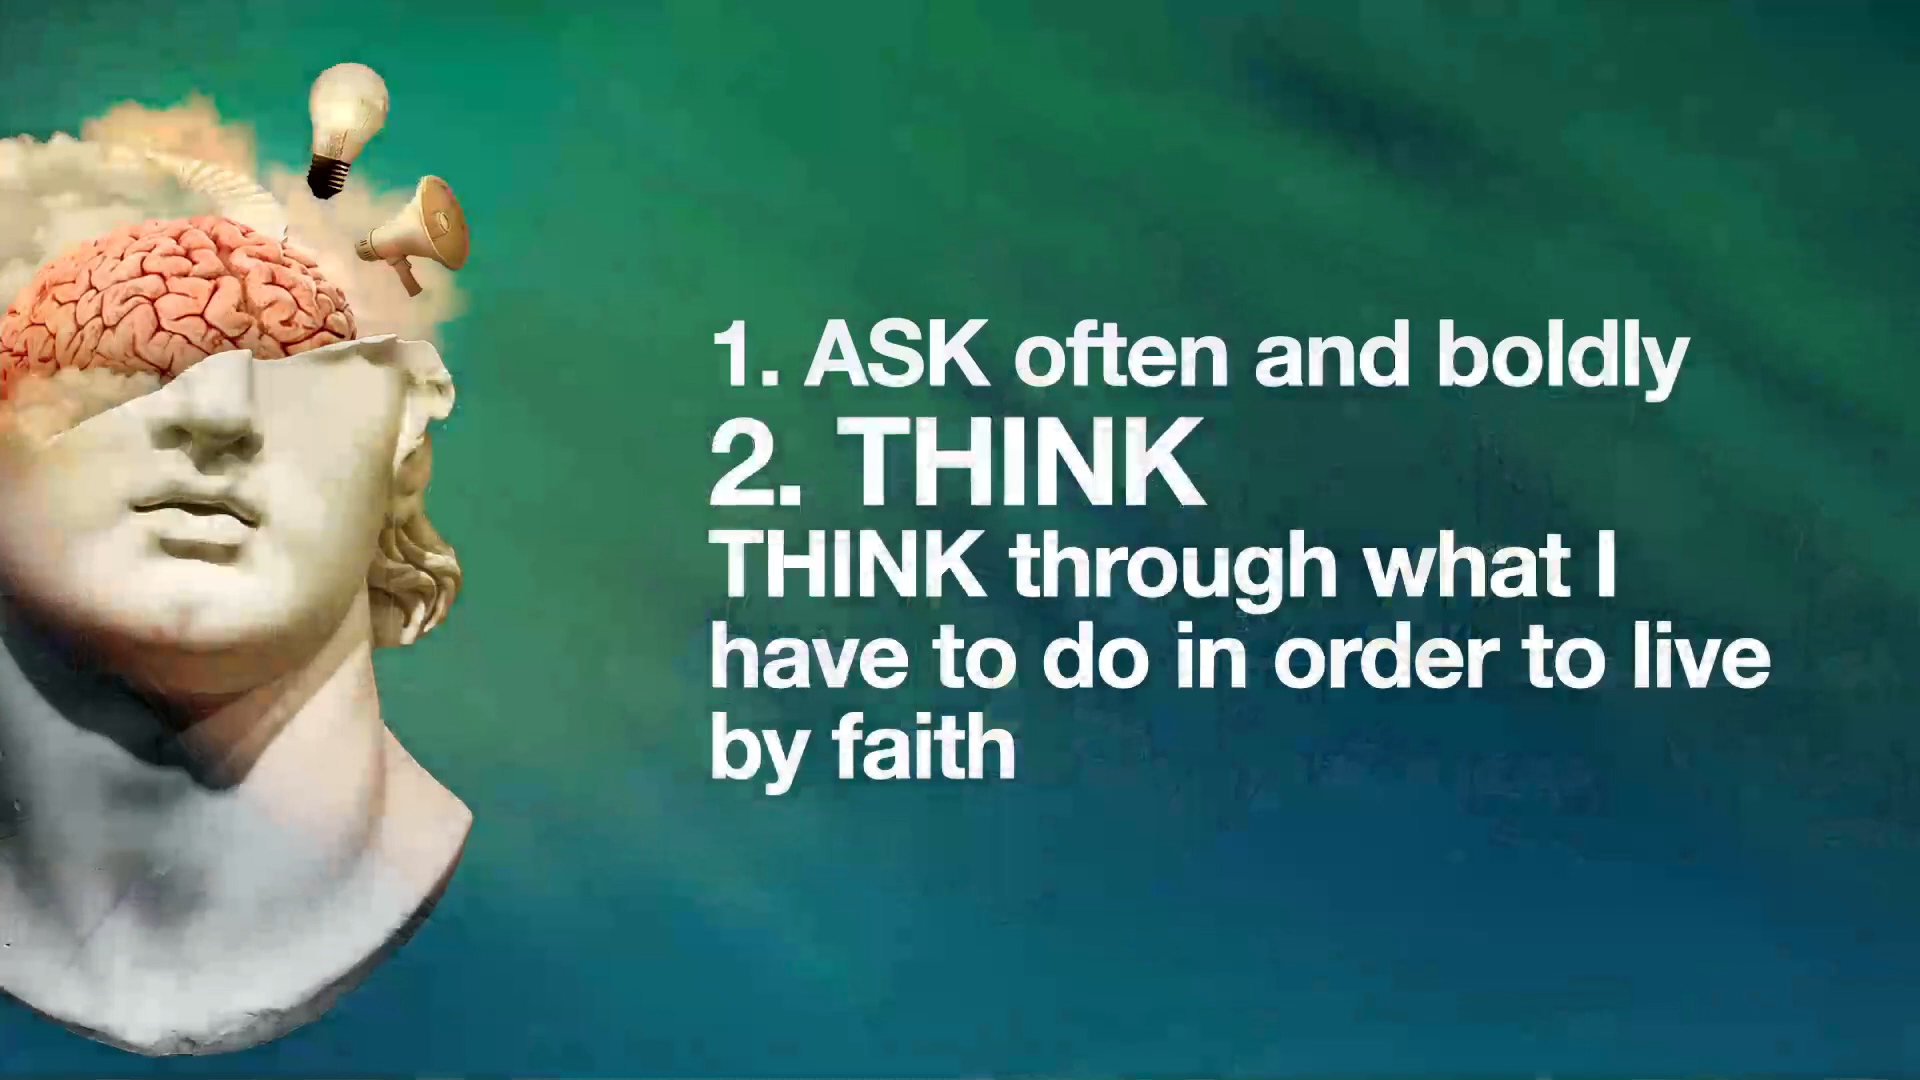 1. ASK often and boldly
2. THINK
THINK through what I
have to do in order to live
by faith